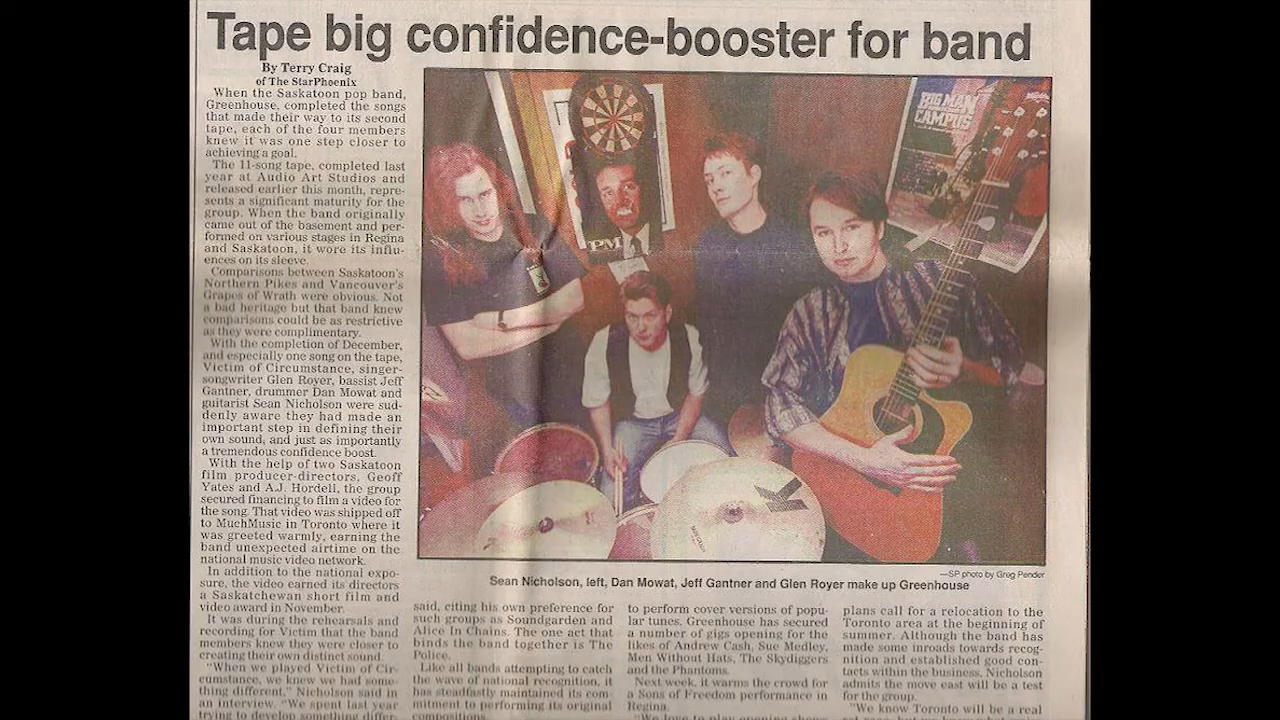 Tape big confidence-booster for band
By Terry Craig
of The StarPhoenix
When the Saskatoon pop band,
Greenhouse, completed the songs
that made their way to its second
tape, each of the four members
knew it was one step closer to
achieving a goal.
The 11-song tape, completed last
year at Audio Art Studios and
released earlier this month, repre-
sents a significant maturity for the
group. When the band originally
came out of the basement and per-
formed on various stages in Regina
and Saskatoon, it wore its influ-
ences on its sleeve.
Comparisons between Saskatoon's
Northern Pikes and Vancouver's
Grapes of Wrath were obvious. Not
a bad heritage but that band knew
comparisons could be as restrictive
as they were complimentary.
With the completion of December,
and especially one song on the tape,
Victim of Circumstance, singer-
songwriter Glen Royer, bassist Jeff
Gantner, drummer Dan Mowat and
guitarist Sean Nicholson were sud-
denly aware they had made an
important step in defining their
own sound, and just as importantly
a tremendous confidence boost.
With the help of two Saskatoon
film producer-directors, Geoff
Yates and A.J. Hordell, the group
secured financing to film a video for
the song. That video was shipped off
to MuchMusic in Toronto where it
was greeted warmly, earning the
band unexpected airtime on the
national music video network.
In addition to the national expo-
sure, the video earned its directors
a Saskatchewan short film and
video award in November.
It was during the rehearsals and
recording for Victim that the band
members knew they were closer to
creating their own distinct sound.
"When we played Victim of Cir-
cumstance, we knew we had some-
thing different," Nicholson said in
an interview. "We spent last year
trying to develop something differ-
BIG MAN
CAMPUS
PM
K
—SP photo by Greg Pender
Sean Nicholson, left, Dan Mowat, Jeff Gantner and Glen Royer make up Greenhouse
said, citing his own preference for
such groups as Soundgarden and
Alice In Chains. The one act that
binds the band together is The
Police.
Like all bands attempting to catch
the wave of national recognition, it
has steadfastly maintained its com-
mitment to performing its original
compositions.
to perform cover versions of popu-
lar tunes, Greenhouse has secured
a number of gigs opening for the
likes of Andrew Cash, Sue Medley,
Men Without Hats, The Skydiggers
and the Phantoms.
Next week, it warms the crowd for
a Sons of Freedom performance in
Regina.
"We love to play opening shows
plans call for a relocation to the
Toronto area at the beginning of
summer. Although the band has
made some inroads towards recog-
nition and established good con-
tacts within the business, Nicholson
admits the move east will be a test
for the group.
"We know Toronto will be a real